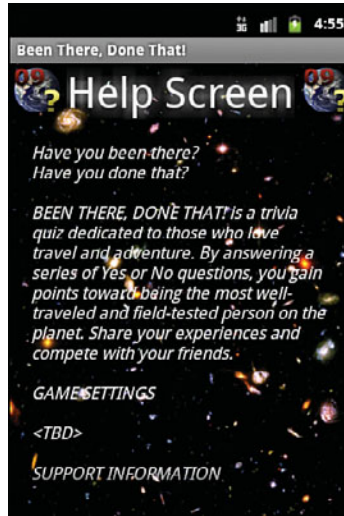 3G 4:55
Been There, Done That!
09 ? Help Screen 09 ?
Have you been there?
Have you done that?
BEEN THERE, DONE THAT! is a trivia
quiz dedicated to those who love
travel and adventure. By answering a
series of Yes or No questions, you gain
points toward being the most well-
traveled and field-tested person on the
planet. Share your experiences and
compete with your friends.
GAME SETTINGS
<TBD>
SUPPORT INFORMATION